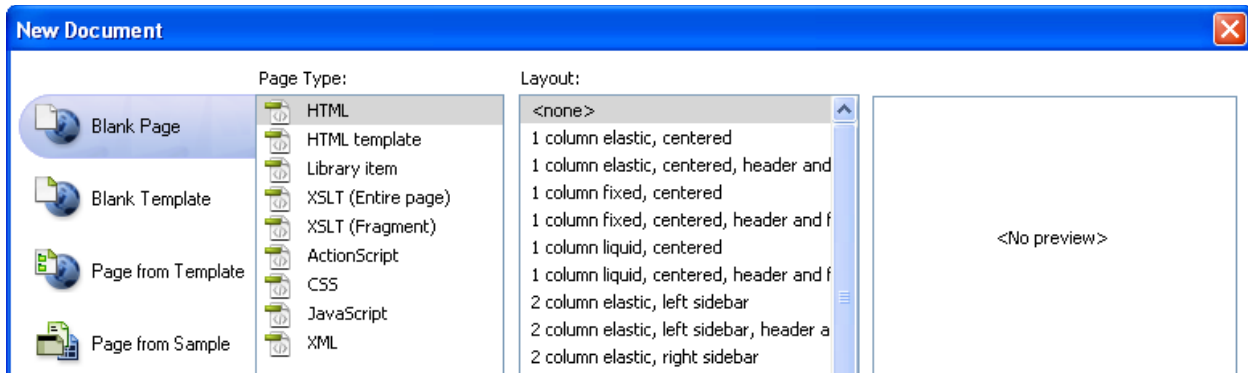 New Document
Page Type:
Layout:
Blank Page
Blank Template
Page from Template
Page from Sample
HTML
HTML template
Library item
XSLT (Entire page)
XSLT (Fragment)
ActionScript
CSS
JavaScript
XML
<none>
1 column elastic, centered
1 column elastic, centered, header and
1 column fixed, centered
1 column fixed, centered, header and f
1 column liquid, centered
1 column liquid, centered, header and f
2 column elastic, left sidebar
2 column elastic, left sidebar, header a
2 column elastic, right sidebar
<No preview>